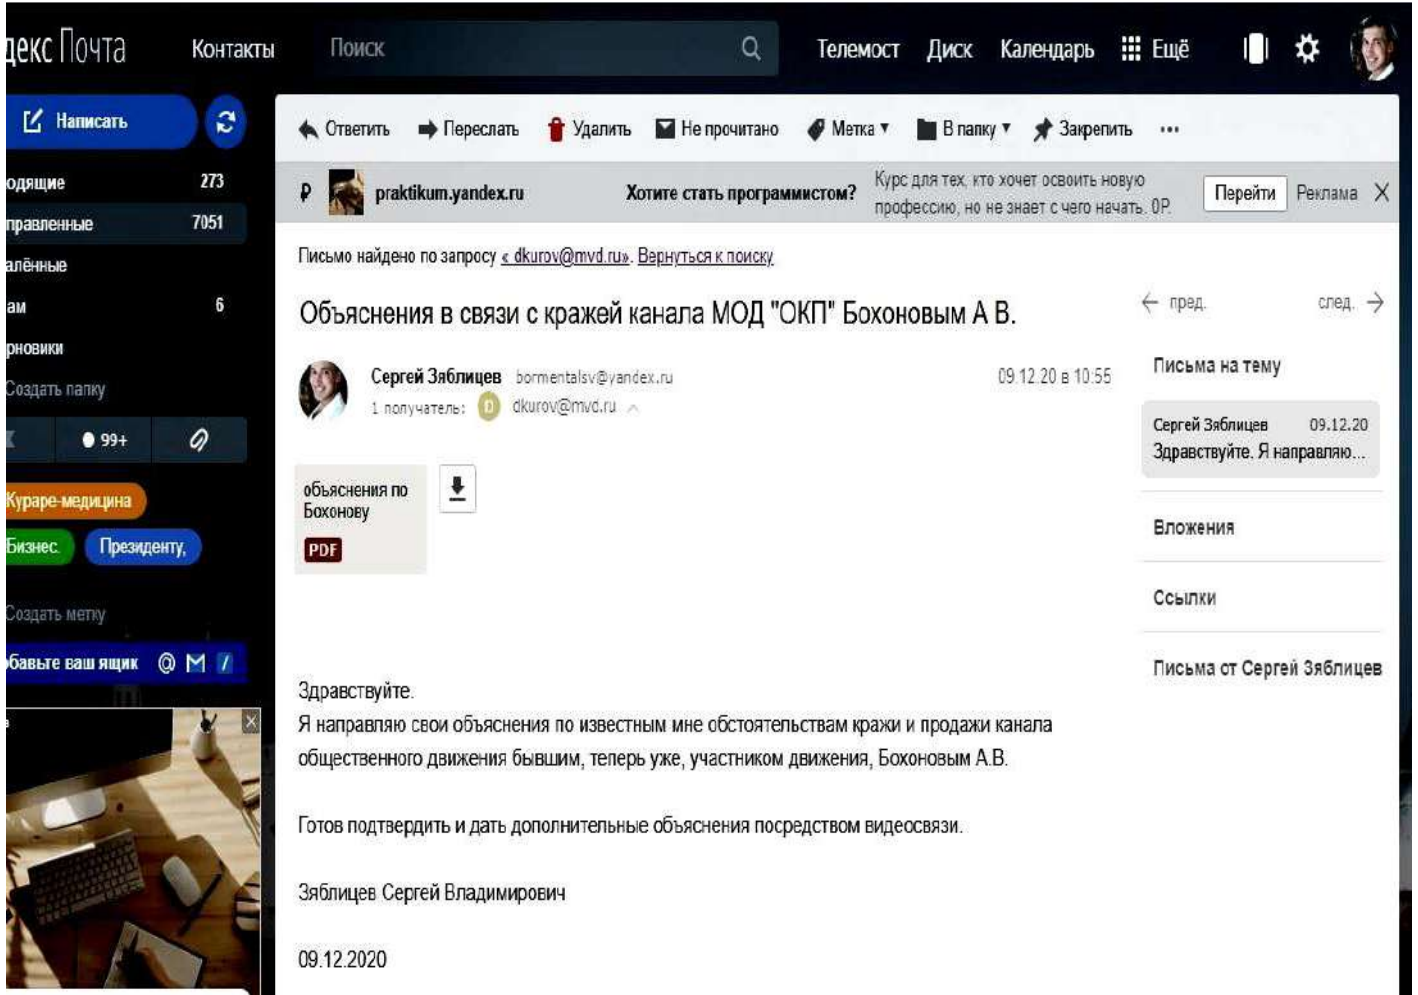 декс Почта
Контакты
Поиск
Телемост Диск Календарь Ещё
Написать
Ответить Переслать Удалить Не прочитано Метка В папку Закрепить ...
одящие 273
правленные 7051
алённые
ам 6
рновики
Создать папку
99+
Кураре-медицина
Бизнес. Президенту,
Создать метку
бавьте ваш ящик
praktikum.yandex.ru Хотите стать программистом? Курс для тех, кто хочет освоить новую
профессию, но не знает с чего начать. 0Р.
Перейти Реклама
Письмо найдено по запросу « dkurov@mvd.ru». Вернуться к поиску
Объяснения в связи с кражей канала МОД "ОКП" Бохоновым А В.
Сергей Зяблицев bormentalsv@yandex.ru 09.12.20 в 10:55
1 получатель: D dkurov@mvd.ru
объяснения по
Бохонову
PDF
Здравствуйте.
Я направляю свои объяснения по известным мне обстоятельствам кражи и продажи канала
общественного движения бывшим, теперь уже, участником движения, Бохоновым А.В.
Готов подтвердить и дать дополнительные объяснения посредством видеосвязи.
Зяблицев Сергей Владимирович
09.12.2020
← пред. след. →
Письма на тему
Сергей Зяблицев 09.12.20
Здравствуйте. Я направляю...
Вложения
Ссылки
Письма от Сергей Зяблицев